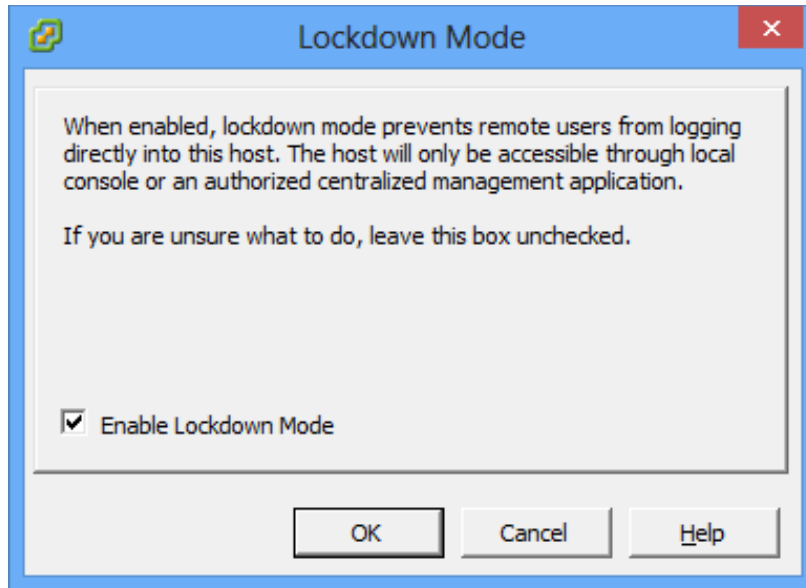 Lockdown Mode
When enabled, lockdown mode prevents remote users from logging
directly into this host. The host will only be accessible through local
console or an authorized centralized management application.
If you are unsure what to do, leave this box unchecked.
Enable Lockdown Mode
OK Cancel Help